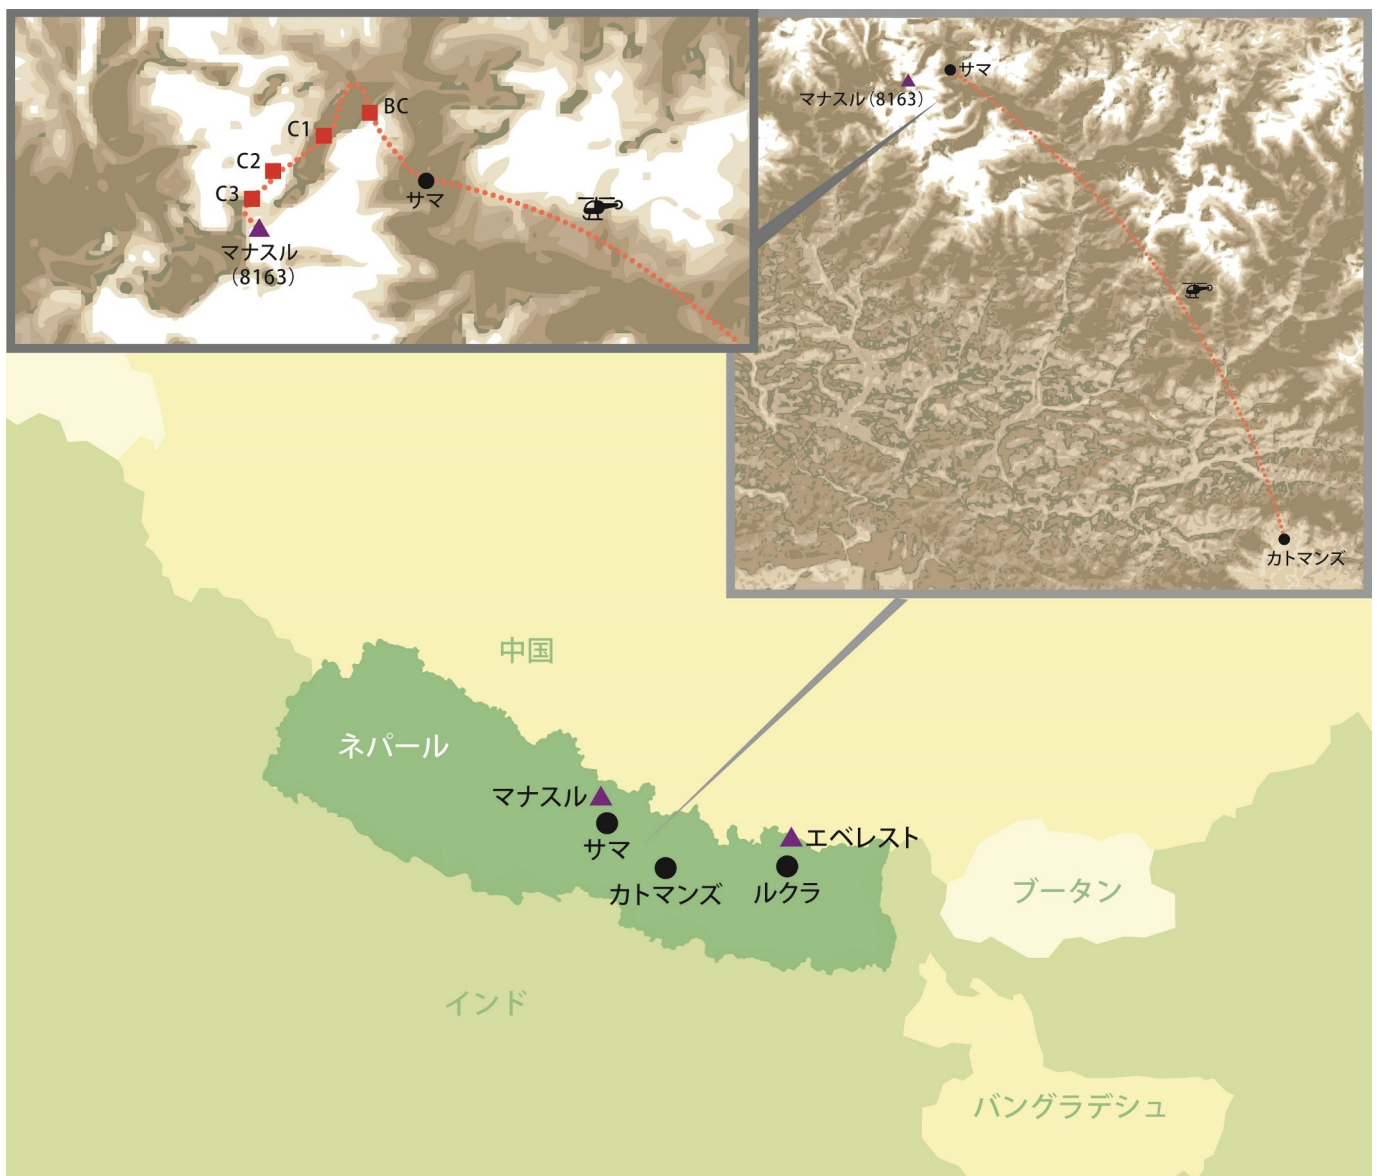 BC
C1
C2
C3
サマ
マナスル
(8163)
サマ
マナスル(8163)
カトマンズ
中国
ネパール
マナスル
サマ
エベレスト
カトマンズ
ルクラ
ブータン
インド
バングラデシュ